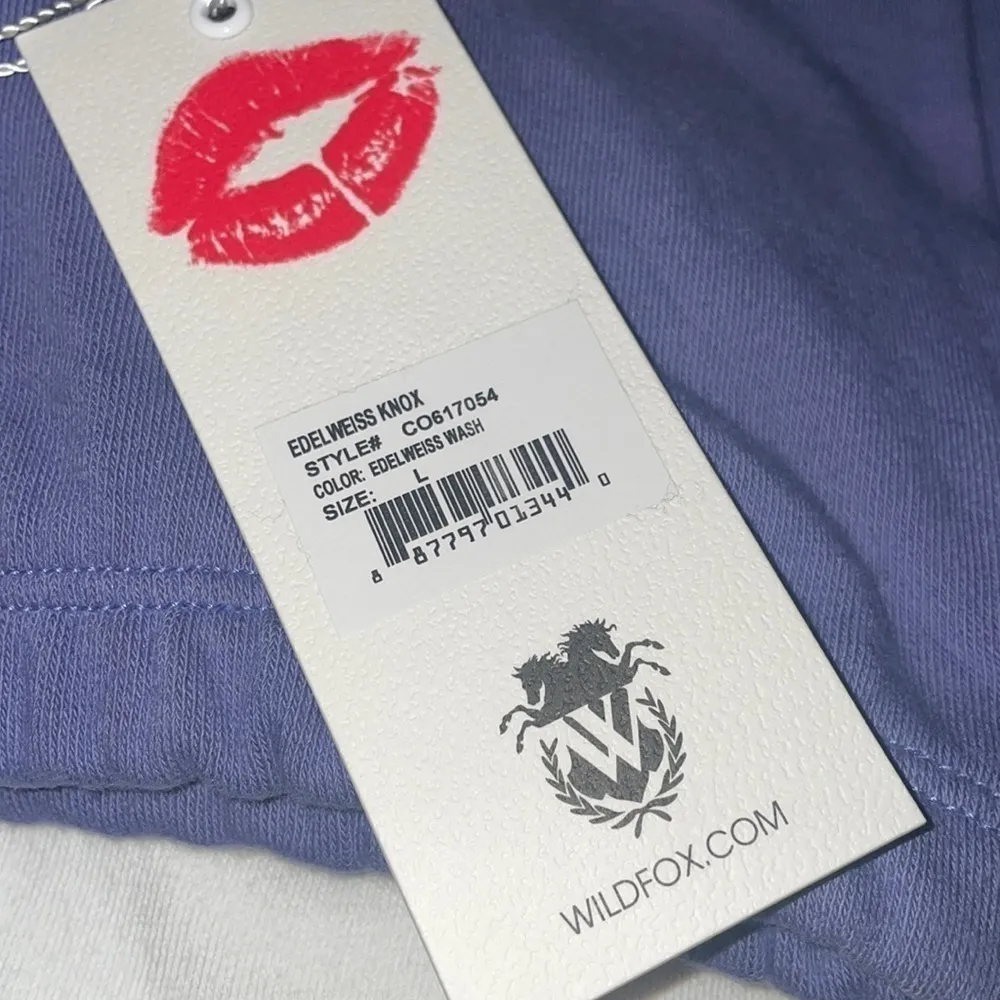 EDELWEISS KNOX
STYLE# CO617054
COLOR: EDELWEISS WASH
SIZE: L
8 87797 01344 0
W
WILDFOX.COM